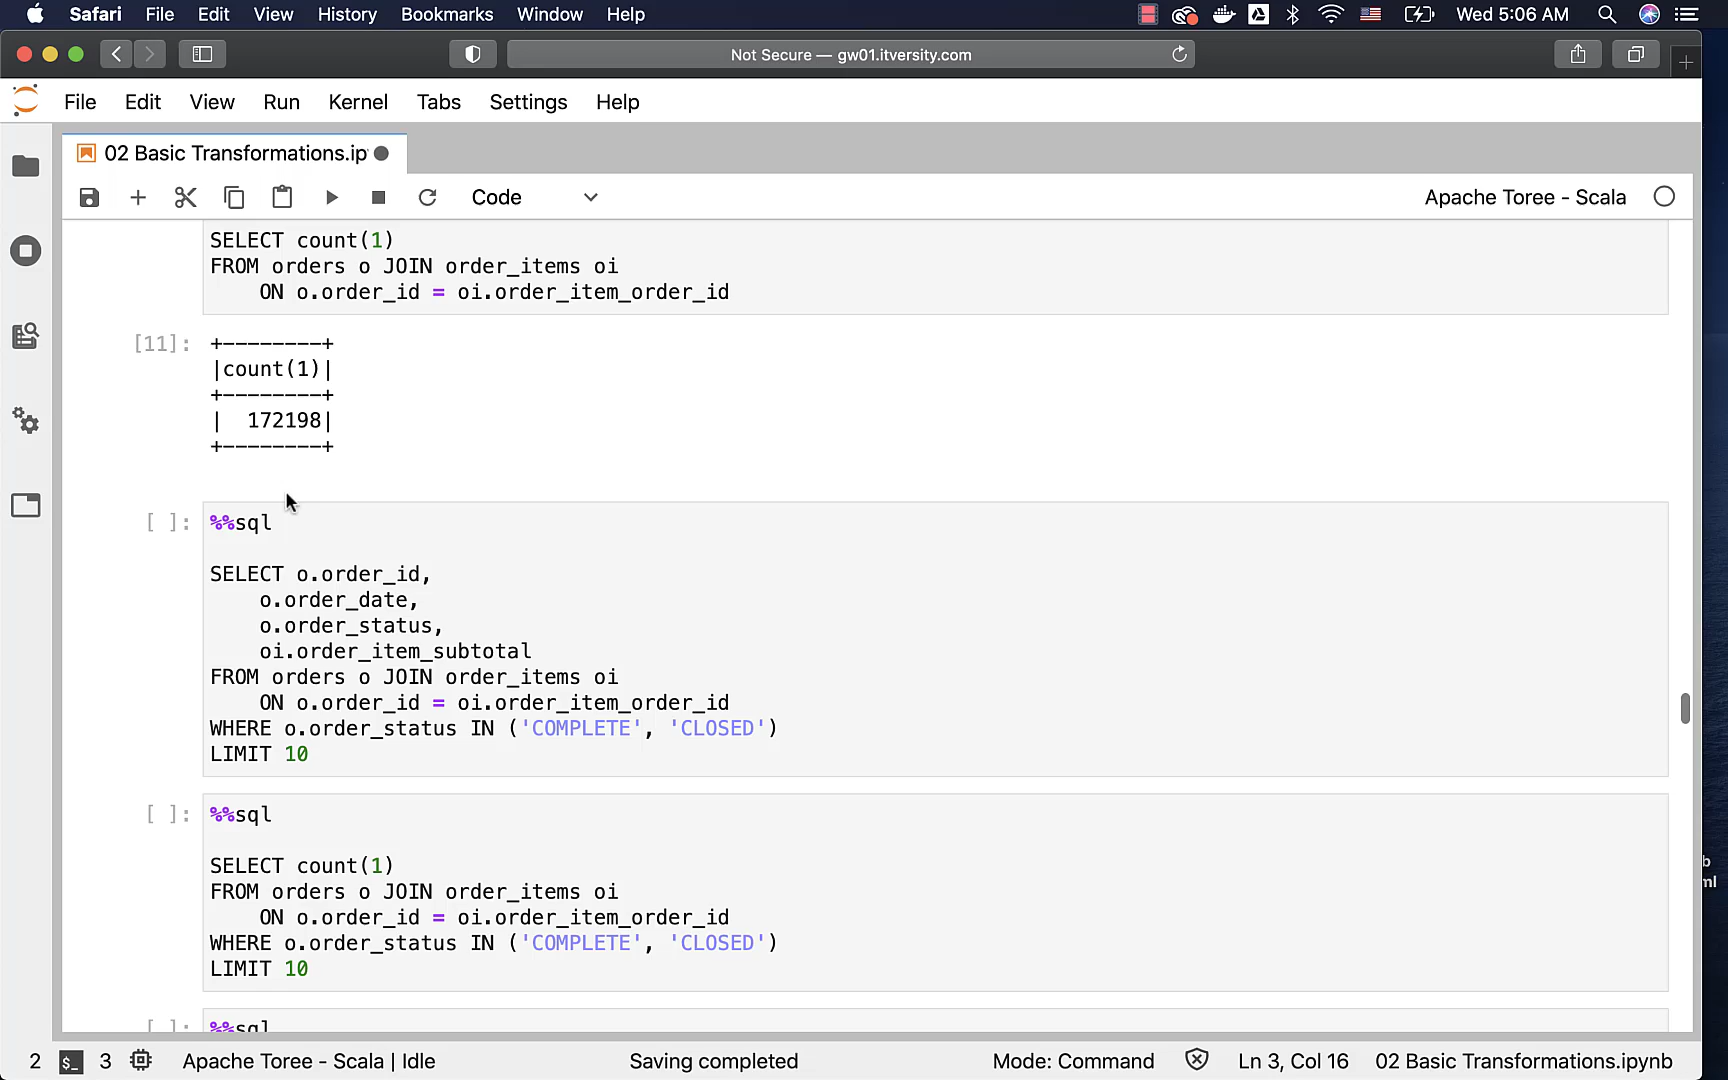 Safari File Edit View History Bookmarks Window Help Wed 5:06 AM
Not Secure — gw01.itversity.com
File Edit View Run Kernel Tabs Settings Help
02 Basic Transformations.ip
Code Apache Toree - Scala
SELECT count(1)
FROM orders o JOIN order_items oi
ON o.order_id = oi.order_item_order_id
[11]: +--------+
|count(1)|
+--------+
| 172198|
+--------+
[ ]: %%sql
SELECT o.order_id,
o.order_date,
o.order_status,
oi.order_item_subtotal
FROM orders o JOIN order_items oi
ON o.order_id = oi.order_item_order_id
WHERE o.order_status IN ('COMPLETE', 'CLOSED')
LIMIT 10
[ ]: %%sql
SELECT count(1)
FROM orders o JOIN order_items oi
ON o.order_id = oi.order_item_order_id
WHERE o.order_status IN ('COMPLETE', 'CLOSED')
LIMIT 10
[ ]: %%sql
b
ml
2 $_ 3 Apache Toree - Scala | Idle Saving completed Mode: Command Ln 3, Col 16 02 Basic Transformations.ipynb